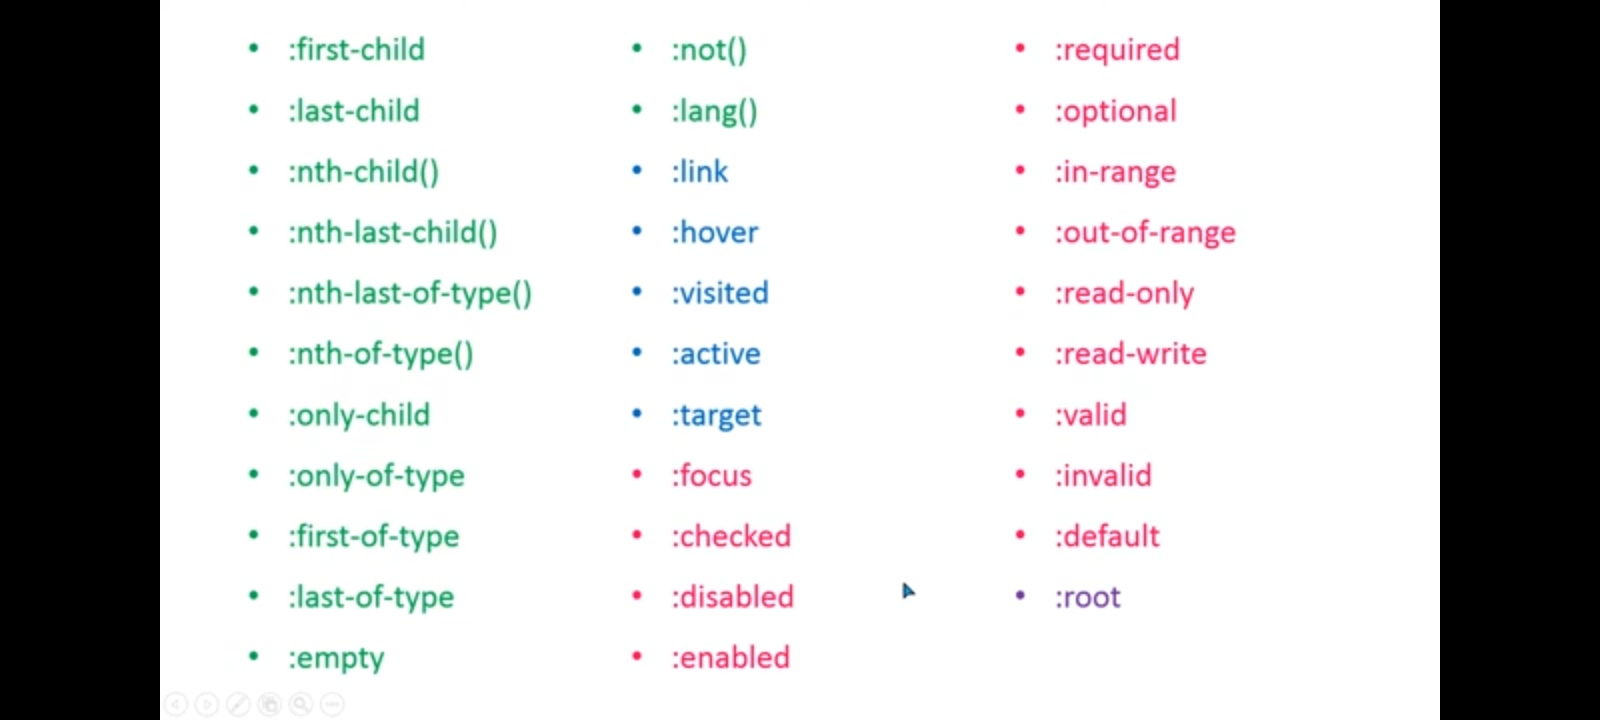 :first-child
:last-child
:nth-child()
:nth-last-child()
:nth-last-of-type()
:nth-of-type()
:only-child
:only-of-type
:first-of-type
:last-of-type
:empty
:not()
:lang()
:link
:hover
:visited
:active
:target
:focus
:checked
:disabled
:enabled
:required
:optional
:in-range
:out-of-range
:read-only
:read-write
:valid
:invalid
:default
:root